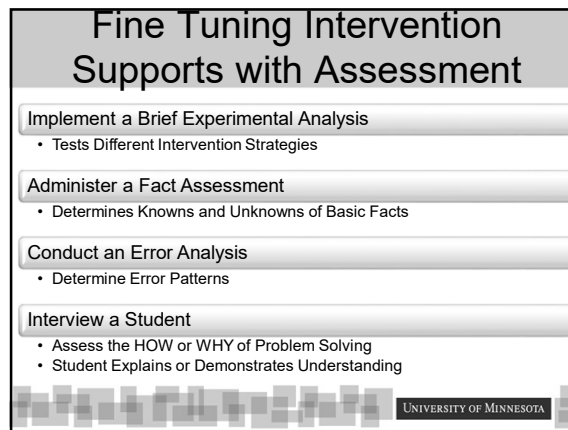 Fine Tuning Intervention
Supports with Assessment
Implement a Brief Experimental Analysis
• Tests Different Intervention Strategies
Administer a Fact Assessment
• Determines Knowns and Unknowns of Basic Facts
Conduct an Error Analysis
• Determine Error Patterns
Interview a Student
• Assess the HOW or WHY of Problem Solving
• Student Explains or Demonstrates Understanding
UNIVERSITY OF MINNESOTA